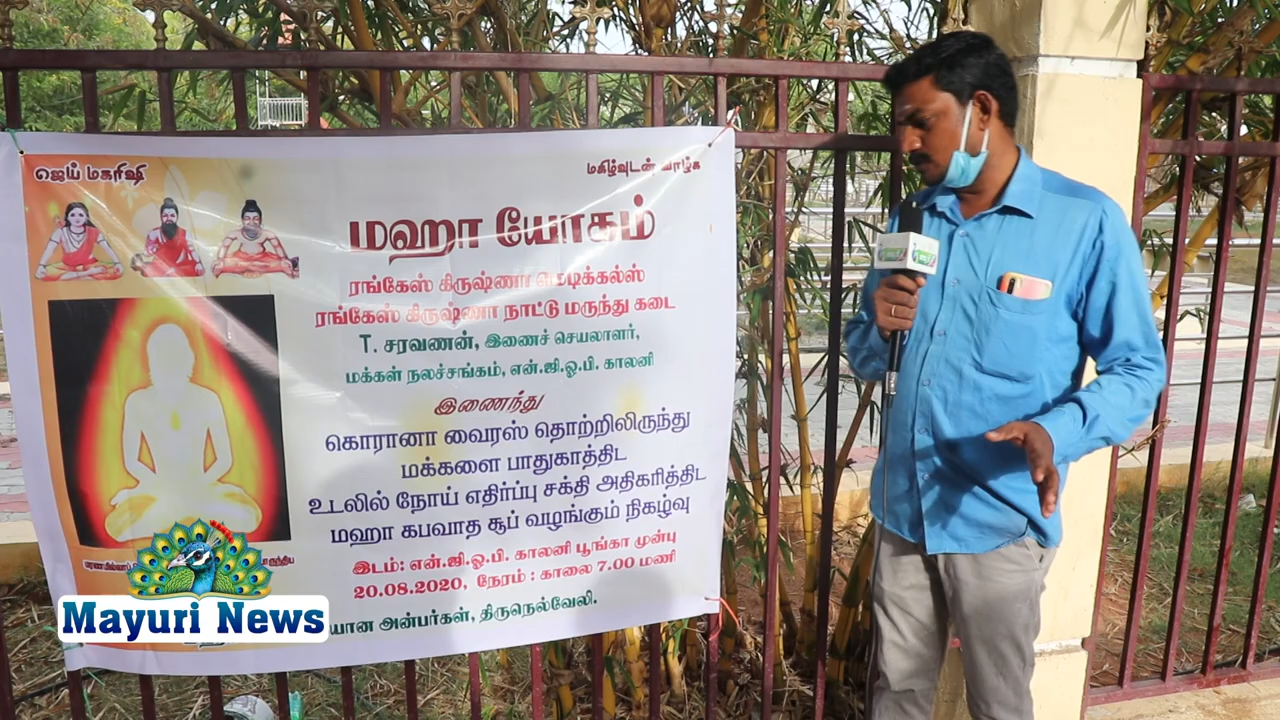 ஜெய் மகரிஷி
மகிழ்வுடன் வாழ்க
மஹா யோகம்
ரங்கேஸ் கிருஷ்ணா மெடிக்கல்ஸ்
ரங்கேஸ் கிருஷ்ணா நாட்டு மருந்து கடை
T. சரவணன், இணைச் செயலாளர்,
மக்கள் நலச்சங்கம், என்.ஜி.ஓ.பி. காலனி
இணைந்து
கொரானா வைரஸ் தொற்றிலிருந்து
மக்களை பாதுகாத்திட
உடலில் நோய் எதிர்ப்பு சக்தி அதிகரித்திட
மஹா கபவாத சூப் வழங்கும் நிகழ்வு
இடம்: என்.ஜி.ஓ.பி. காலனி பூங்கா முன்பு
20.08.2020, நேரம் : காலை 7.00 மணி
அன்பர்கள், திருநெல்வேலி.
Mayuri News